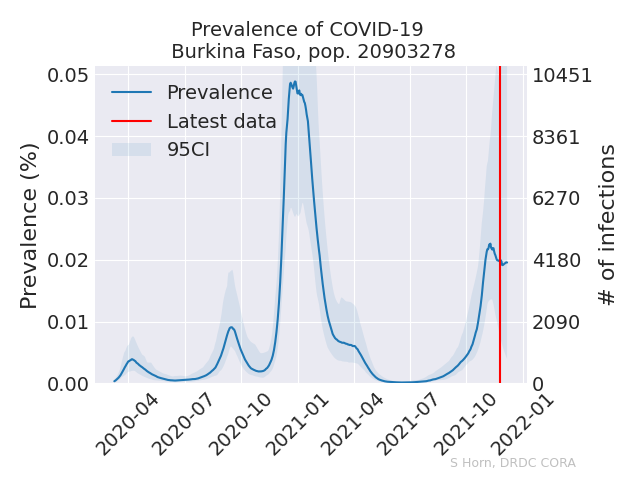 Prevalence of COVID-19
Burkina Faso, pop. 20903278
Prevalence (%)
0.05
0.04
0.03
0.02
0.01
0.00
Prevalence
Latest data
95CI
10451
8361
6270
4180
2090
0
# of infections
2020-04
2020-07
2020-10
2021-01
2021-04
2021-07
2021-10
2022-01
S Horn, DRDC CORA